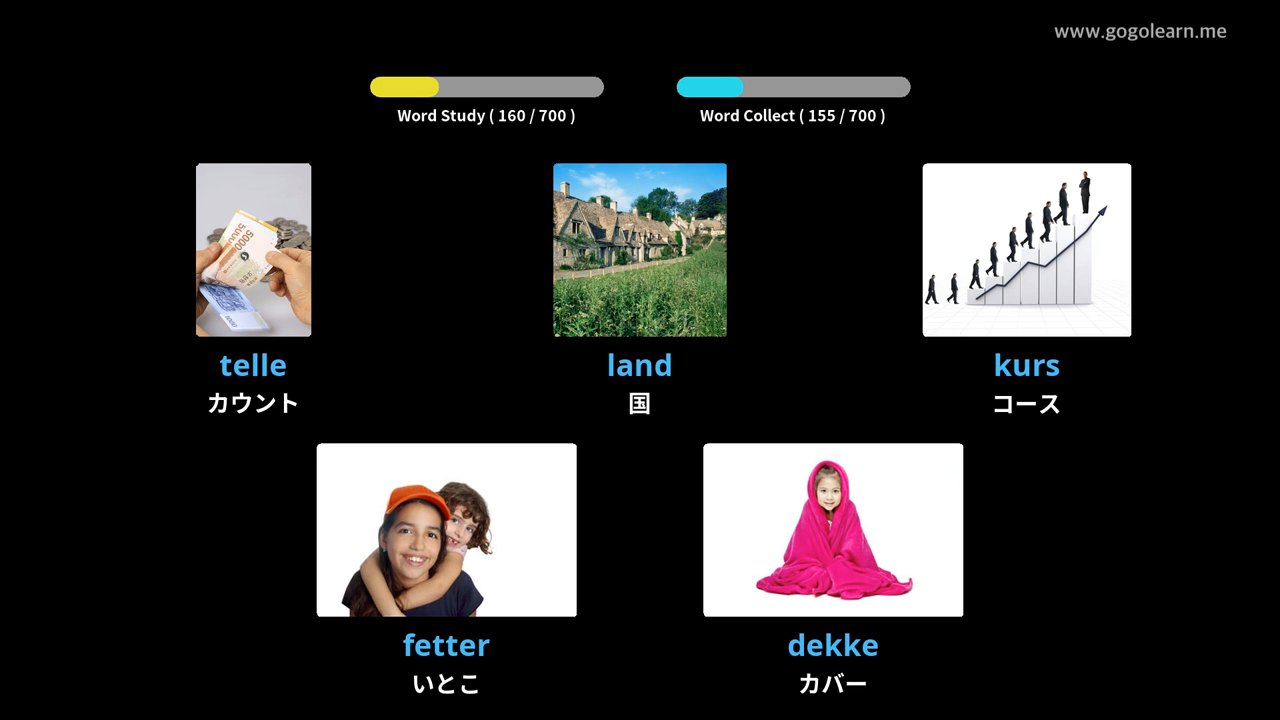 www.gogolearn.me
Word Study ( 160 / 700 )
Word Collect ( 155 / 700 )
telle
カウント
land
国
kurs
コース
fetter
いとこ
dekke
カバー